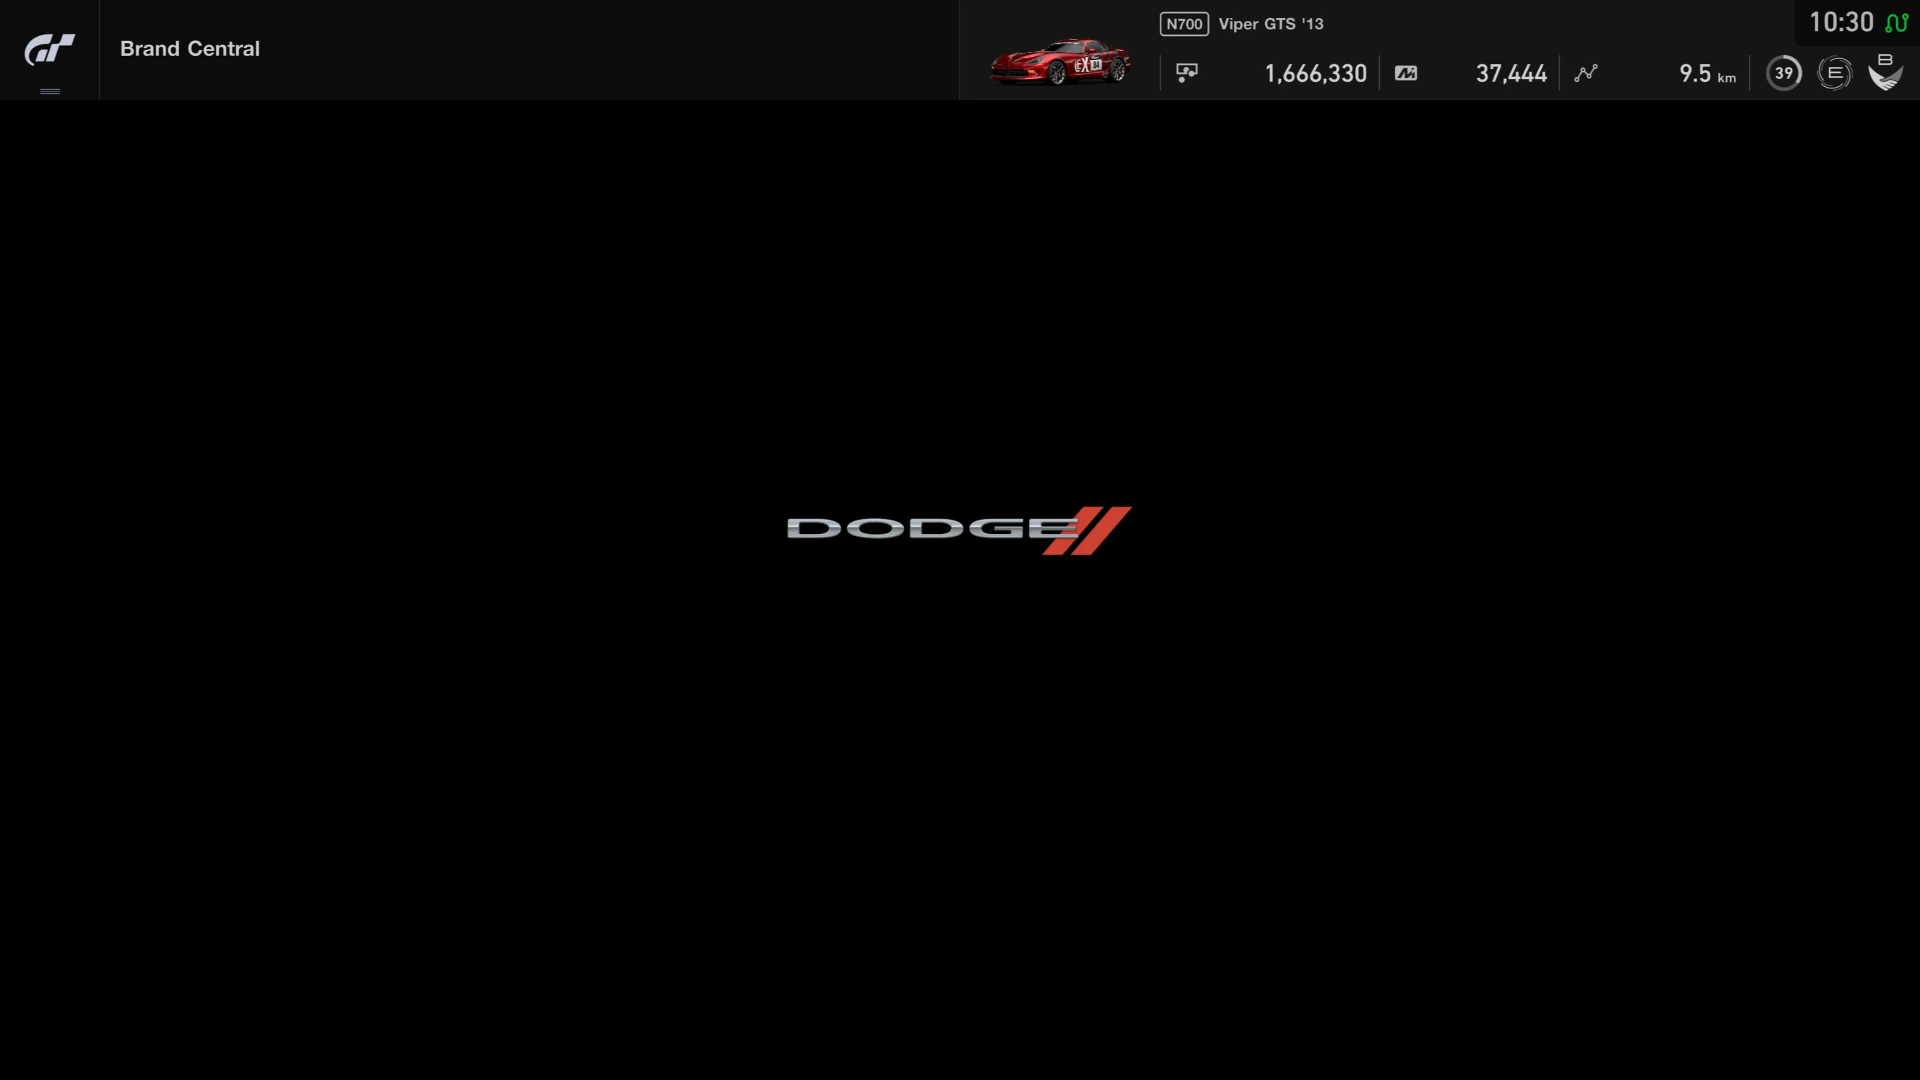 Brand Central
N700 Viper GTS '13
10:30
1,666,330
37,444
9.5 km
39
E
B
DODGE